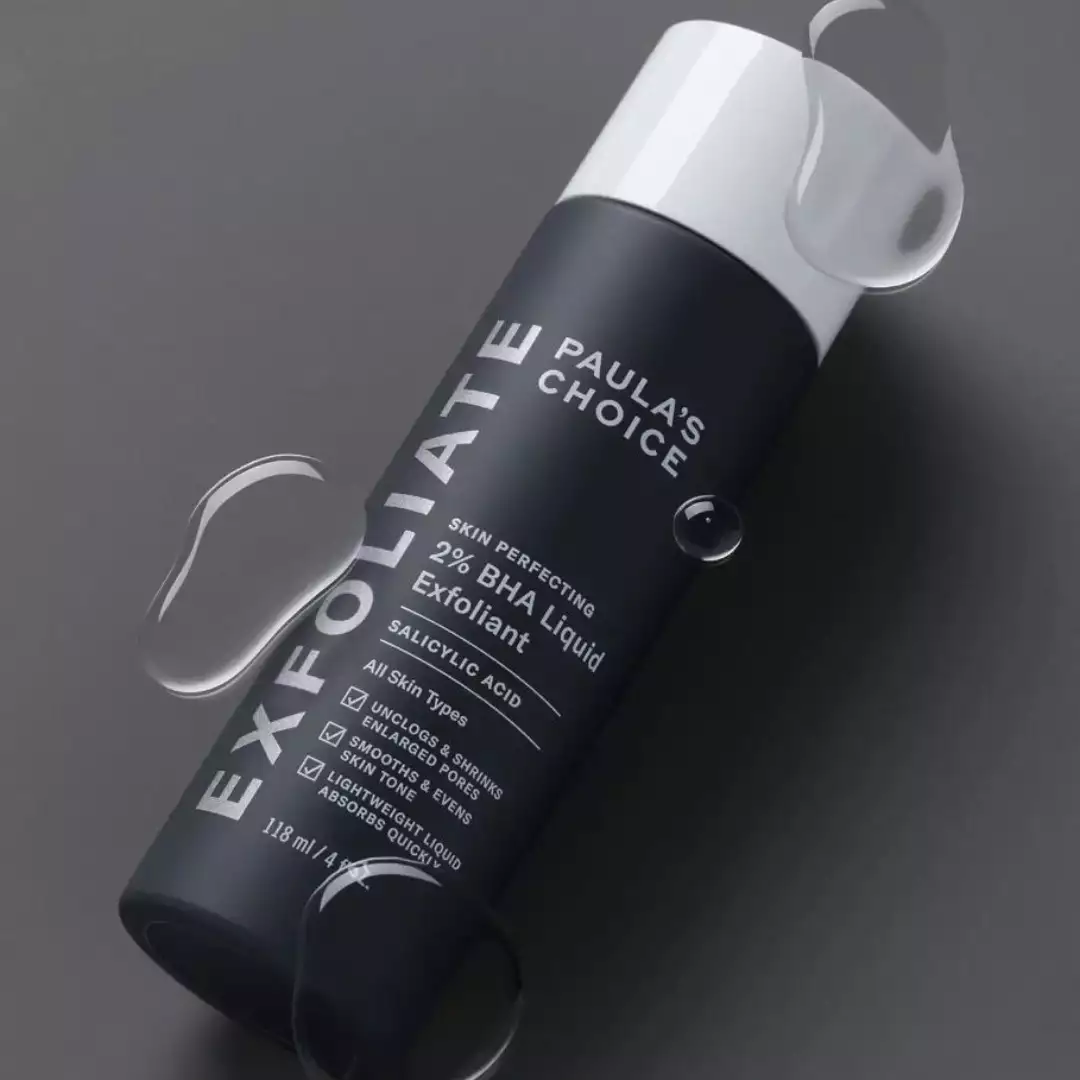 EXFOLIATE
PAULA'S
CHOICE
SKIN PERFECTING
2% BHA Liquid
Exfoliant
SALICYLIC ACID
All Skin Types
UNCLOGS & SHRINKS
ENLARGED PORES
SMOOTHS & EVENS
SKIN TONE
LIGHTWEIGHT LIQUID
ABSORBS QUICKLY
118 ml / 4